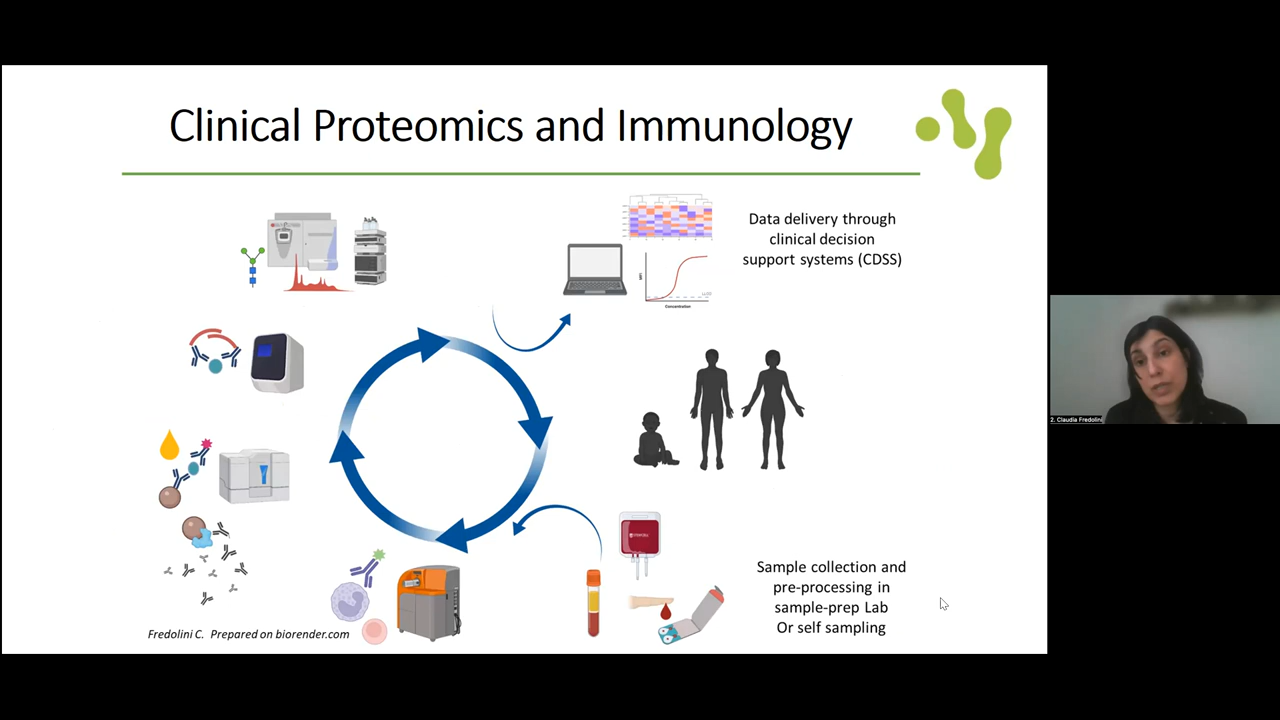 Clinical Proteomics and Immunology
Data delivery through
clinical decision
support systems (CDSS)
Concentration
Sample collection and
pre-processing in
sample-prep Lab
Or self sampling
Fredolini C. Prepared on biorender.com
2. Claudia Fredolini